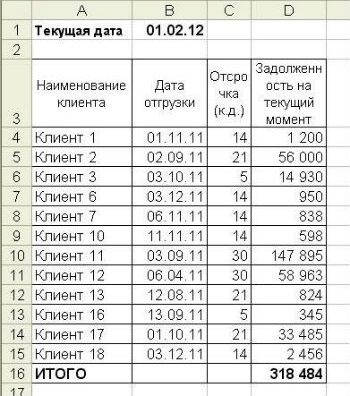 A B C D
1 Текущая дата 01.02.12
2
3 Наименование клиента Дата отгрузки Отсро чка (к.д.) Задолженн ость на текущий момент
4 Клиент 1 01.11.11 14 1 200
5 Клиент 2 02.09.11 21 56 000
6 Клиент 3 03.10.11 5 14 930
7 Клиент 6 03.12.11 14 950
8 Клиент 7 06.11.11 14 838
9 Клиент 10 11.11.11 14 598
10 Клиент 11 03.09.11 30 147 895
11 Клиент 12 06.04.11 30 58 963
12 Клиент 13 12.08.11 21 824
13 Клиент 16 13.09.11 5 345
14 Клиент 17 01.10.11 21 33 485
15 Клиент 18 03.12.11 14 2 456
16 ИТОГО 318 484
17